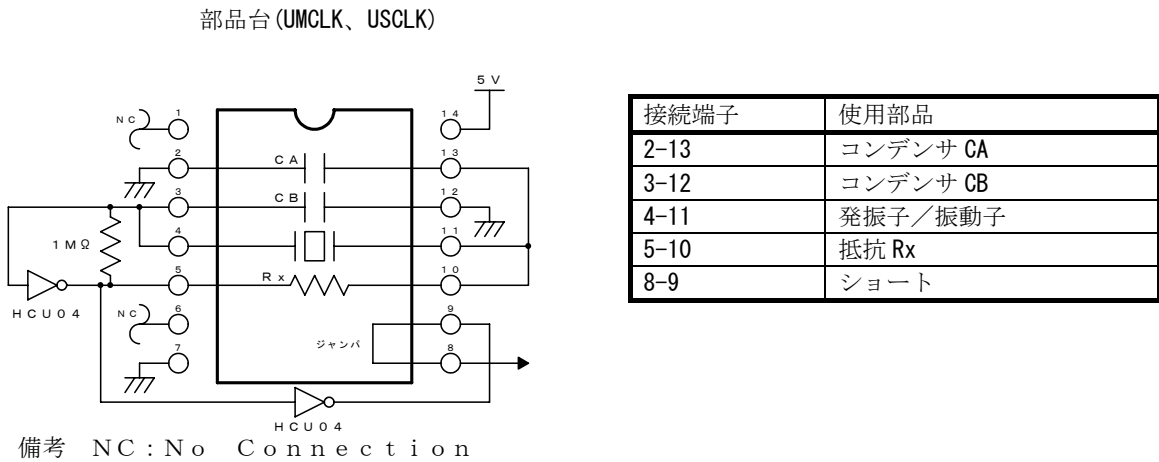 部品台(UMCLK、USCLK)
5V
NC
1
14
2
CA
13
3
CB
12
1MΩ
4
11
5
Rx
10
HCU04
NC
6
9
ジャンパ
7
8
HCU04
備考 NC:No Connection
接続端子 使用部品
2-13 コンデンサ CA
3-12 コンデンサ CB
4-11 発振子/振動子
5-10 抵抗 Rx
8-9 ショート